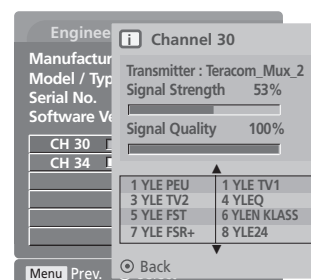 Enginee
i Channel 30
Manufactur
Model / Typ
Serial No.
Software Ve
Transmitter : Teracom_Mux_2
Signal Strength 53%
Signal Quality 100%
CH 30
CH 34
1 YLE PEU 1 YLE TV1
3 YLE TV2 4 YLEQ
5 YLE FST 6 YLEN KLASS
7 YLE FSR+ 8 YLE24
Back
Menu Prev.